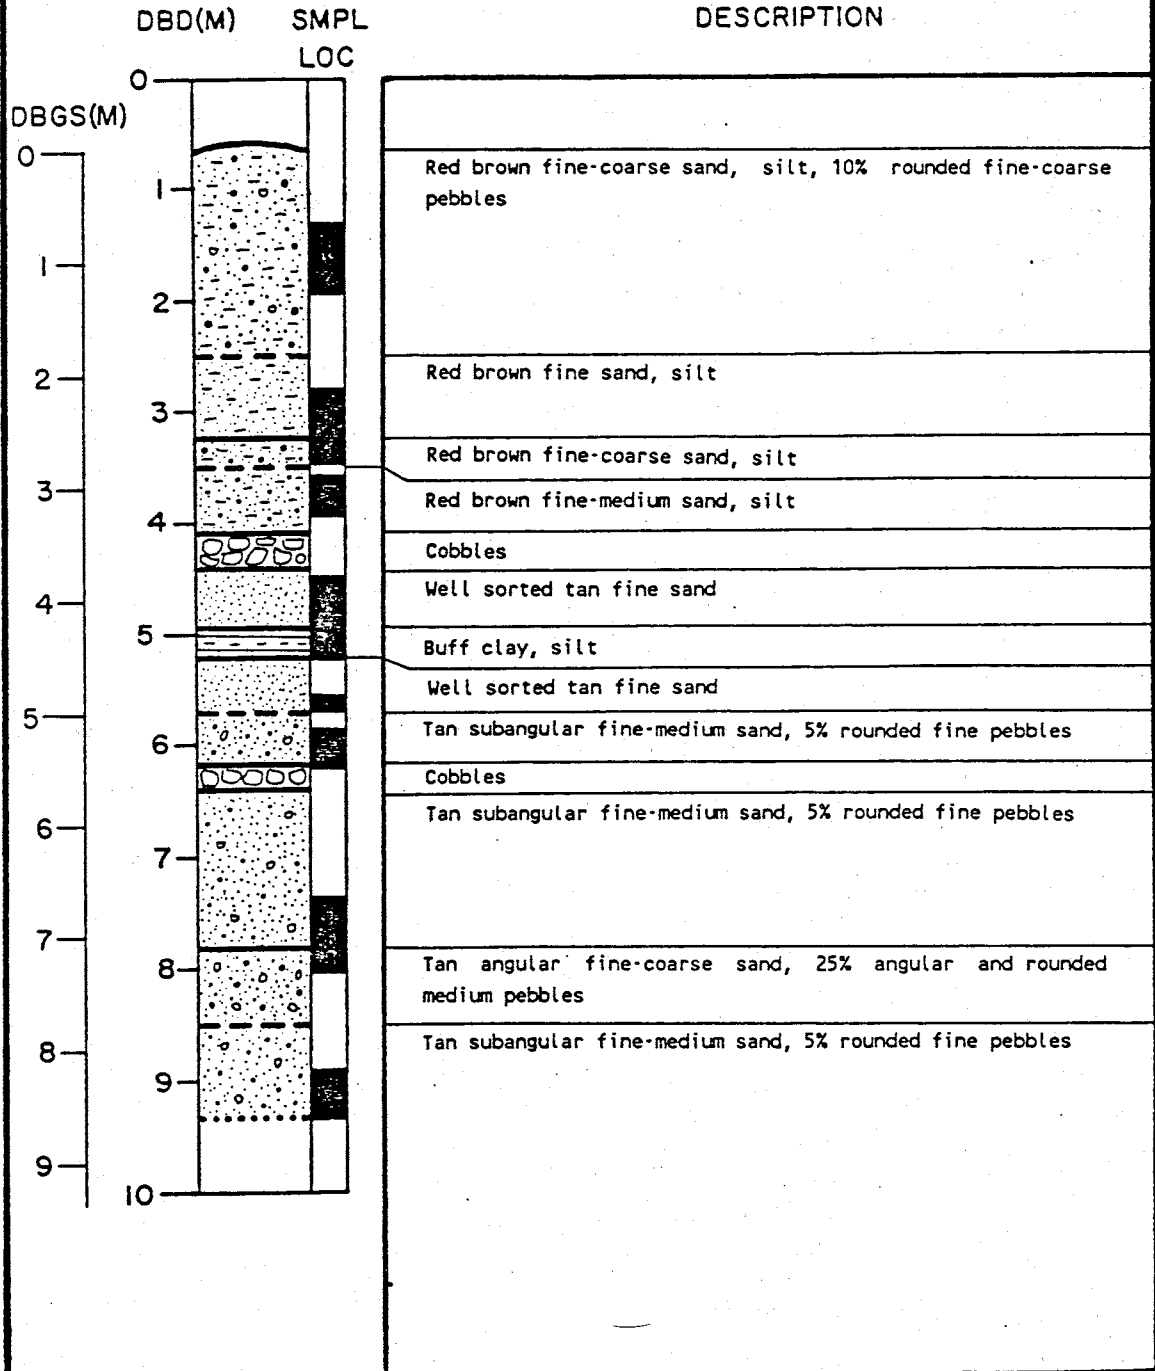 DBD(M) SMPL LOC DESCRIPTION
DBGS(M)
0
1
2
3
4
5
6
7
8
9
10
0
1
2
3
4
5
6
7
8
9
Red brown fine-coarse sand, silt, 10% rounded fine-coarse
pebbles
Red brown fine sand, silt
Red brown fine-coarse sand, silt
Red brown fine-medium sand, silt
Cobbles
Well sorted tan fine sand
Buff clay, silt
Well sorted tan fine sand
Tan subangular fine-medium sand, 5% rounded fine pebbles
Cobbles
Tan subangular fine-medium sand, 5% rounded fine pebbles
Tan angular fine-coarse sand, 25% angular and rounded
medium pebbles
Tan subangular fine-medium sand, 5% rounded fine pebbles